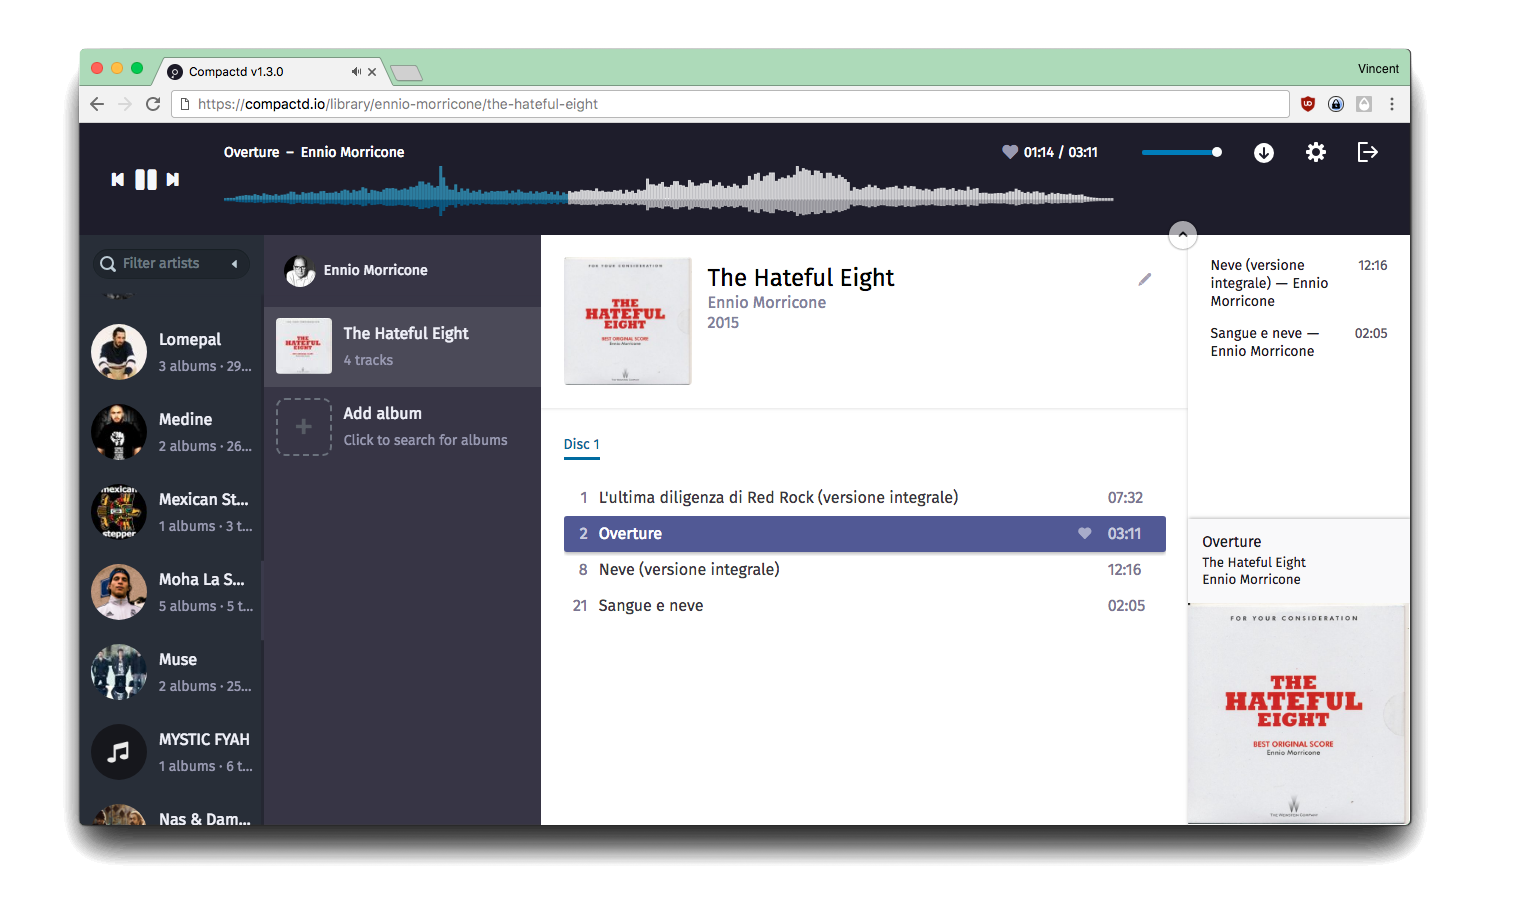 Compactd v1.3.0
Vincent
https://compactd.io/library/ennio-morricone/the-hateful-eight
Overture – Ennio Morricone
01:14 / 03:11
Filter artists
Lomepal
3 albums · 29...
Medine
2 albums · 26...
mexican
stepper
Mexican St...
1 albums · 3 t...
Moha La S...
5 albums · 5 t...
Muse
2 albums · 25...
MYSTIC FYAH
1 albums · 6 t...
Nas & Dam...
Ennio Morricone
THE
HATEFUL
EIGHT
The Hateful Eight
4 tracks
+
Add album
Click to search for albums
FOR YOUR CONSIDERATION
THE
HATEFUL
EIGHT
BEST ORIGINAL SCORE
Ennio Morricone
The Hateful Eight
Ennio Morricone
2015
Disc 1
1 L'ultima diligenza di Red Rock (versione integrale) 07:32
2 Overture 03:11
8 Neve (versione integrale) 12:16
21 Sangue e neve 02:05
Neve (versione 12:16
integrale) — Ennio
Morricone
Sangue e neve — 02:05
Ennio Morricone
Overture
The Hateful Eight
Ennio Morricone
FOR YOUR CONSIDERATION
THE
HATEFUL
EIGHT
BEST ORIGINAL SCORE
Ennio Morricone
THE WEINSTEIN COMPANY